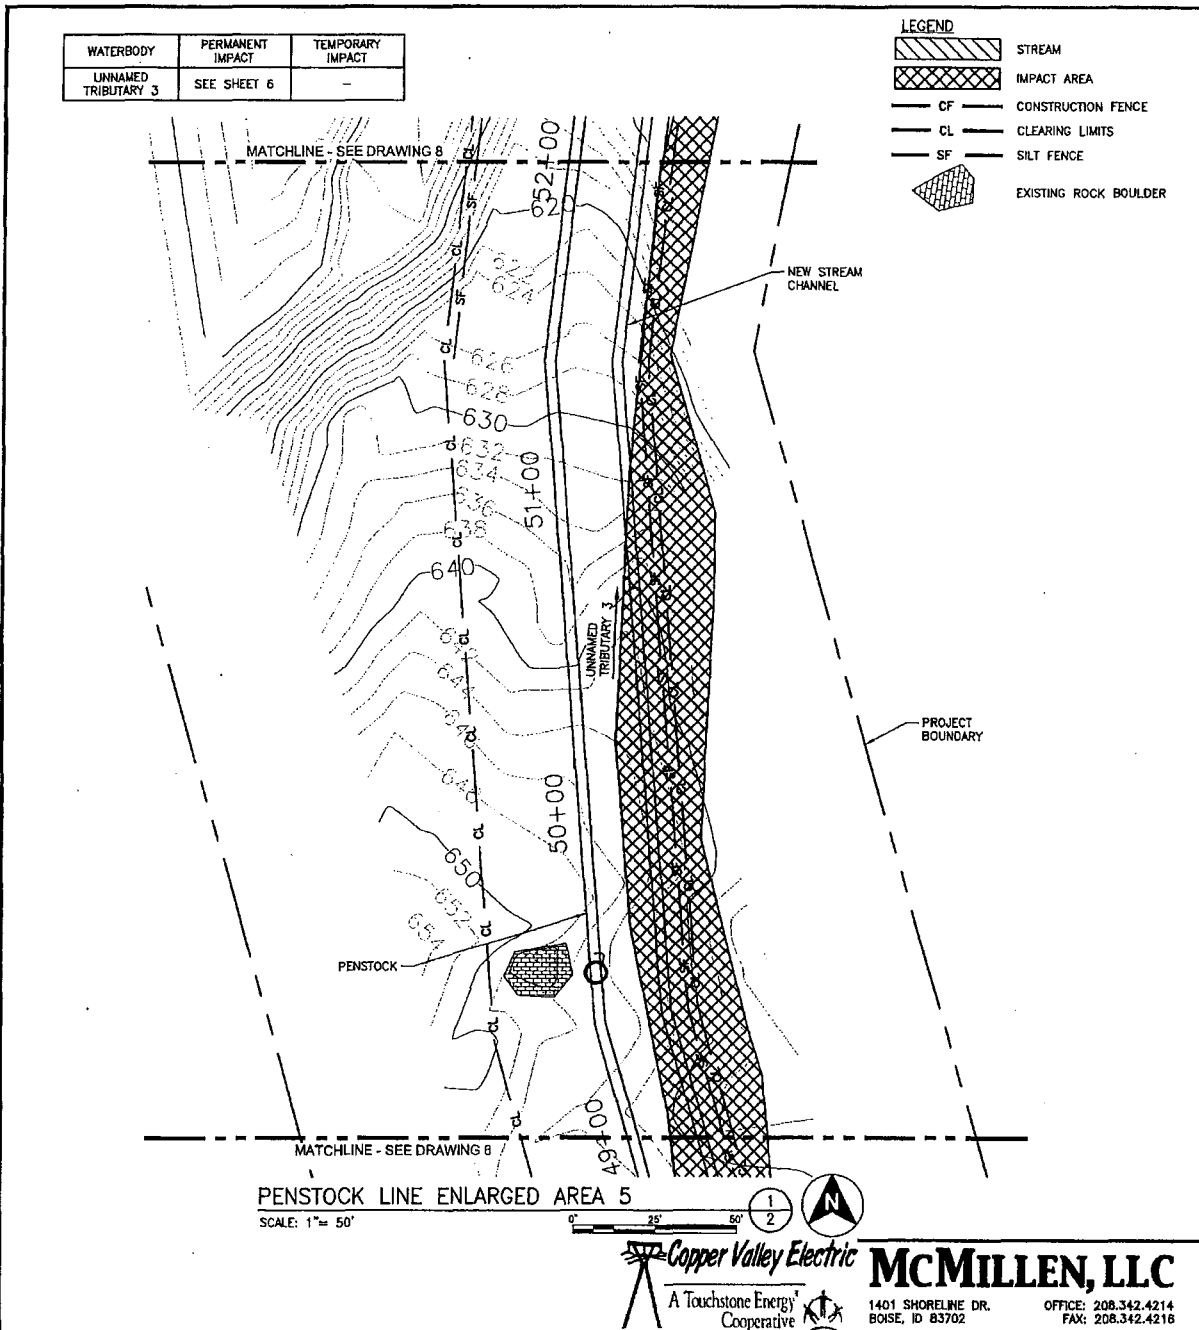 WATERBODY
PERMANENT IMPACT
TEMPORARY IMPACT
UNNAMED TRIBUTARY 3
SEE SHEET 6
-
LEGEND
STREAM
IMPACT AREA
CF CONSTRUCTION FENCE
CL CLEARING LIMITS
SF SILT FENCE
EXISTING ROCK BOULDER
MATCHLINE - SEE DRAWING 8
52+00
620
622
624
NEW STREAM
CHANNEL
626
628
630
632
634
636
638
640
51+00
UNNAMED
TRIBUTARY 3
644
PROJECT
BOUNDARY
50+00
650
652
654
PENSTOCK
49+00
MATCHLINE - SEE DRAWING 6
PENSTOCK LINE ENLARGED AREA 5
SCALE: 1"= 50'
0" 25' 50'
1
2
N
Copper Valley Electric
A Touchstone Energy
Cooperative
MCMILLEN, LLC
1401 SHORELINE DR. OFFICE: 208.342.4214
BOISE, ID 83702 FAX: 208.342.4216